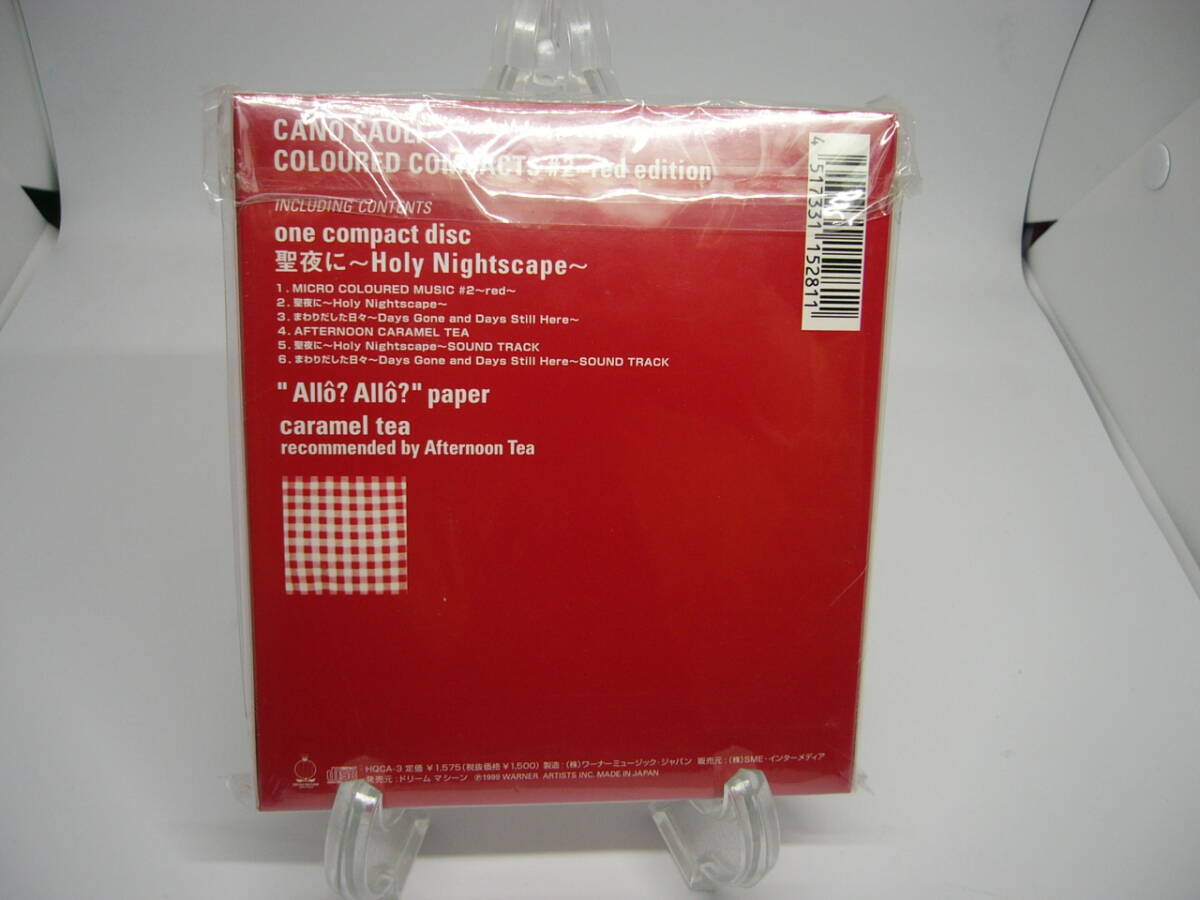 CANO CAOLI
COLOURED COMPACTS #2~red edition
INCLUDING CONTENTS
one compact disc
聖夜に～Holy Nightscape～
1. MICRO COLOURED MUSIC #2～red～
2. 聖夜に～Holy Nightscape～
3. まわりだした日々～Days Gone and Days Still Here～
4. AFTERNOON CARAMEL TEA
5. 聖夜に～Holy Nightscape～SOUND TRACK
6. まわりだした日々～Days Gone and Days Still Here～SOUND TRACK
"Allô? Allô?" paper
caramel tea
recommended by Afternoon Tea
4 517331 152811
HQCA-3 定価 ¥1,575(税抜価格 ¥1,500) 製造：(株)ワーナーミュージック・ジャパン 販売元：(株)SME・インターメディア
発売元：ドリーム マシーン ℗1999 WARNER ARTISTS INC. MADE IN JAPAN